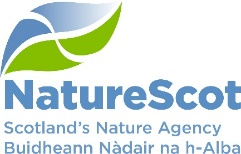 NatureScot
Scotland's Nature Agency
Buidheann Nàdair na h-Alba